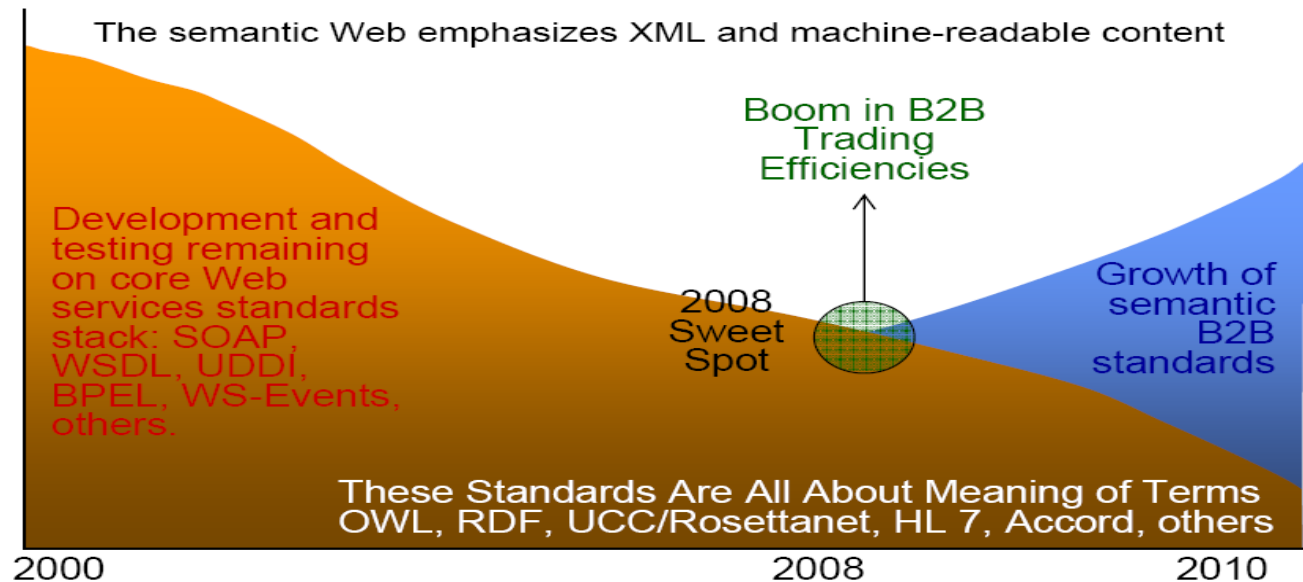 The semantic Web emphasizes XML and machine-readable content
Boom in B2B
Trading
Efficiencies
Development and
testing remaining
on core Web
services standards
stack: SOAP,
WSDL, UDDI,
BPEL, WS-Events,
others.
2008
Sweet
Spot
Growth of
semantic
B2B
standards
These Standards Are All About Meaning of Terms
OWL, RDF, UCC/Rosettanet, HL 7, Accord, others
2000
2008
2010